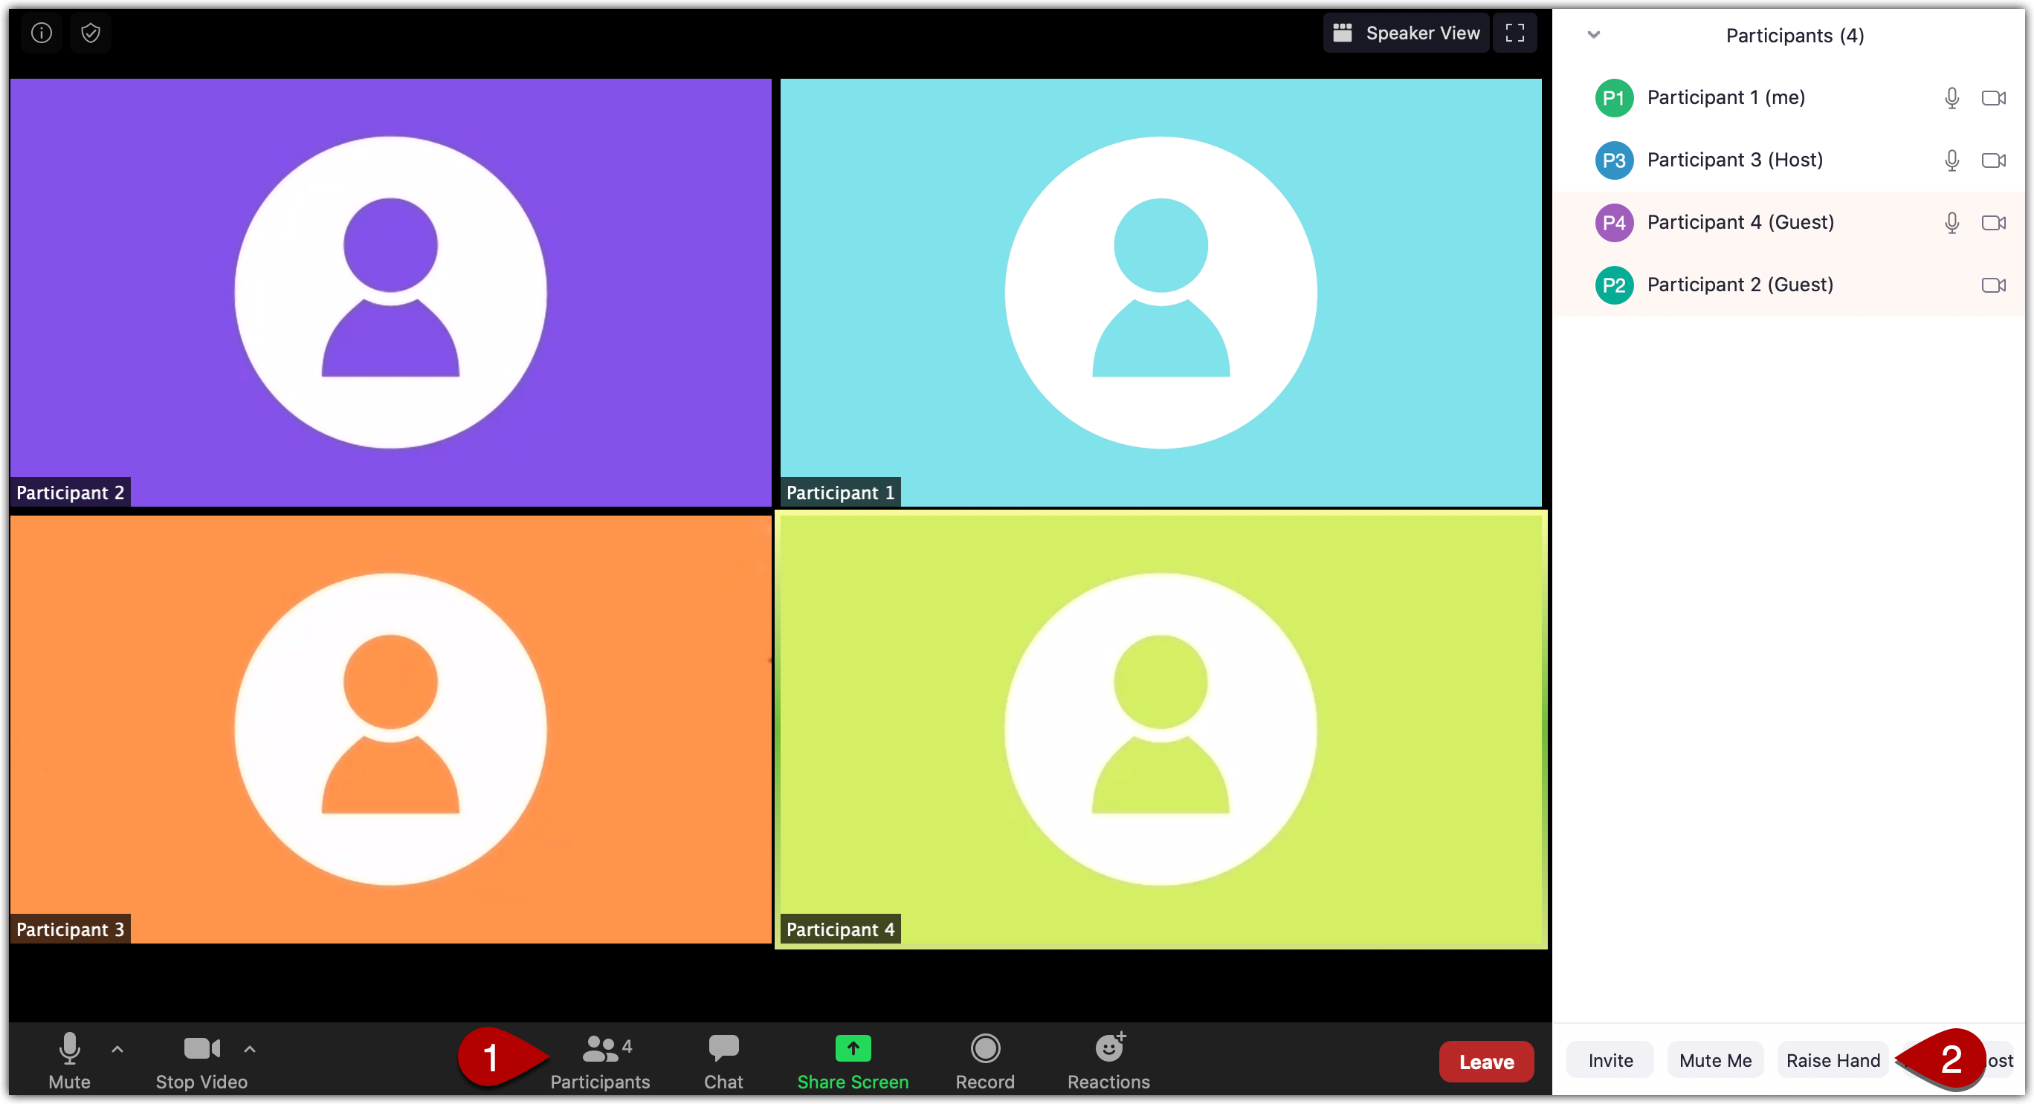 Speaker View
Participant 2
Participant 1
Participant 3
Participant 4
Mute
Stop Video
1
4
Participants
Chat
Share Screen
Record
Reactions
Leave
Participants (4)
P1 Participant 1 (me)
P3 Participant 3 (Host)
P4 Participant 4 (Guest)
P2 Participant 2 (Guest)
Invite
Mute Me
Raise Hand
2